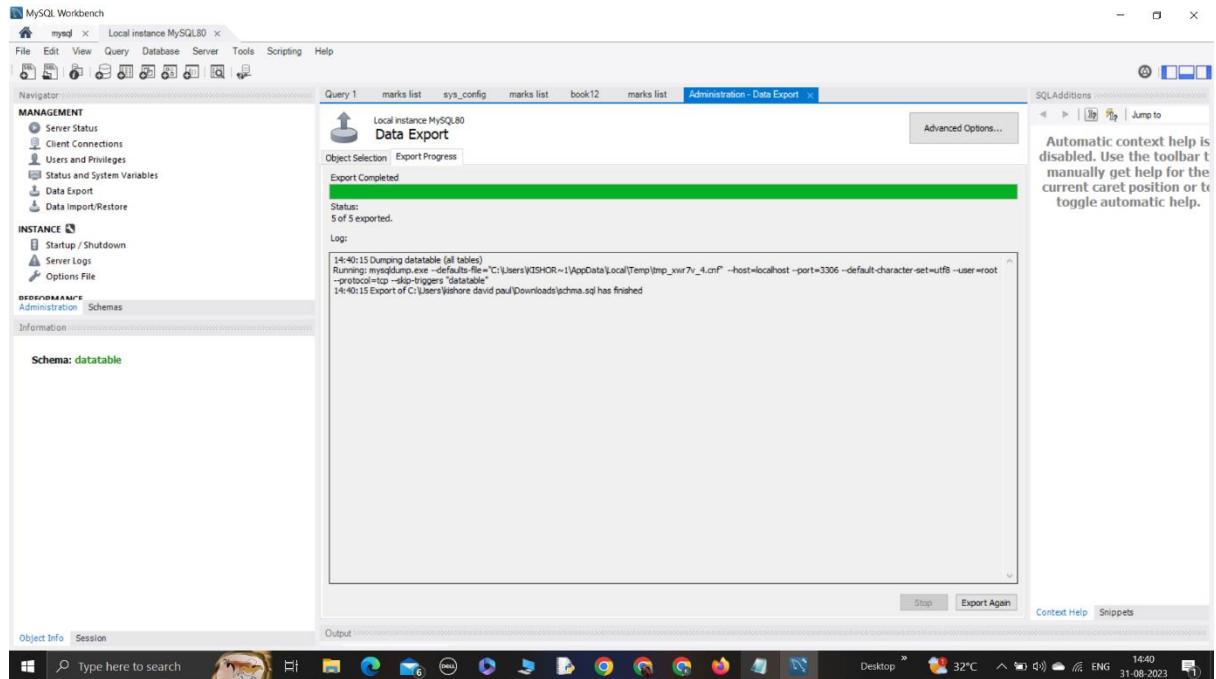 MySQL Workbench
mysql × Local instance MySQL80 ×
File Edit View Query Database Server Tools Scripting Help
Navigator
MANAGEMENT
Server Status
Client Connections
Users and Privileges
Status and System Variables
Data Export
Data Import/Restore
INSTANCE
Startup / Shutdown
Server Logs
Options File
PERFORMANCE
Administration Schemas
Information
Schema: datatable
Object Info Session
Query 1 marks list sys_config marks list book12 marks list Administration - Data Export ×
Local instance MySQL80
Data Export
Advanced Options...
Object Selection Export Progress
Export Completed
Status:
5 of 5 exported.
Log:
14:40:15 Dumping datatable (all tables)
Running: mysqldump.exe --defaults-file="C:\Users\KISHOR~1\AppData\Local\Temp\tmp_xwr7v_4.cnf" --host=localhost --port=3306 --default-character-set=utf8 --user=root
--protocol=tcp --skip-triggers "datatable"
14:40:15 Export of C:\Users\kishore david paul\Downloads\schma.sql has finished
Stop Export Again
Output
SQLAdditions
Jump to
Automatic context help is
disabled. Use the toolbar t
manually get help for the
current caret position or to
toggle automatic help.
Context Help Snippets
Type here to search
DELL
6
Desktop
32°C
ENG
14:40
31-08-2023
1